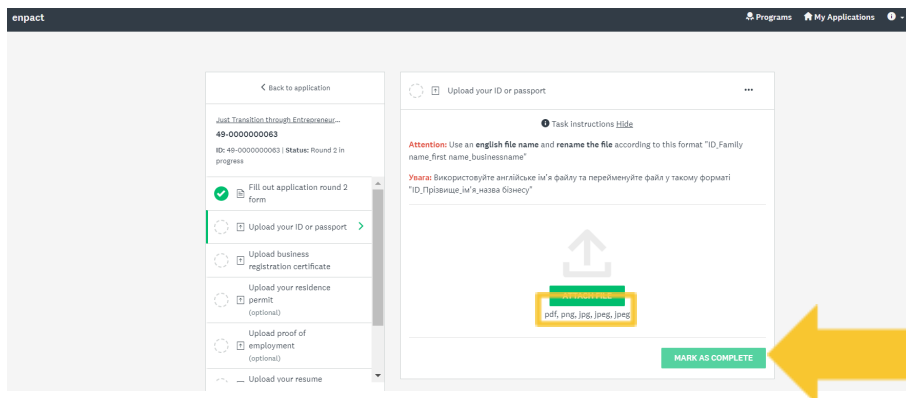 enpact
Programs My Applications
Back to application
Just Transition through Entrepreneur...
49-0000000063
ID: 49-0000000063 | Status: Round 2 in
progress
Fill out application round 2
form
Upload your ID or passport
Upload business
registration certificate
Upload your residence
permit
(optional)
Upload proof of
employment
(optional)
Upload your resume
Upload your ID or passport ...
Task instructions Hide
Attention: Use an english file name and rename the file according to this format "ID_Family
name_first name_businessname"
Увага: Використовуйте англійське ім'я файлу та перейменуйте файл у такому форматі
"ID_Прізвище_ім'я_назва бізнесу"
ATTACH FILE
pdf, png, jpg, jpeg, jpeg
MARK AS COMPLETE